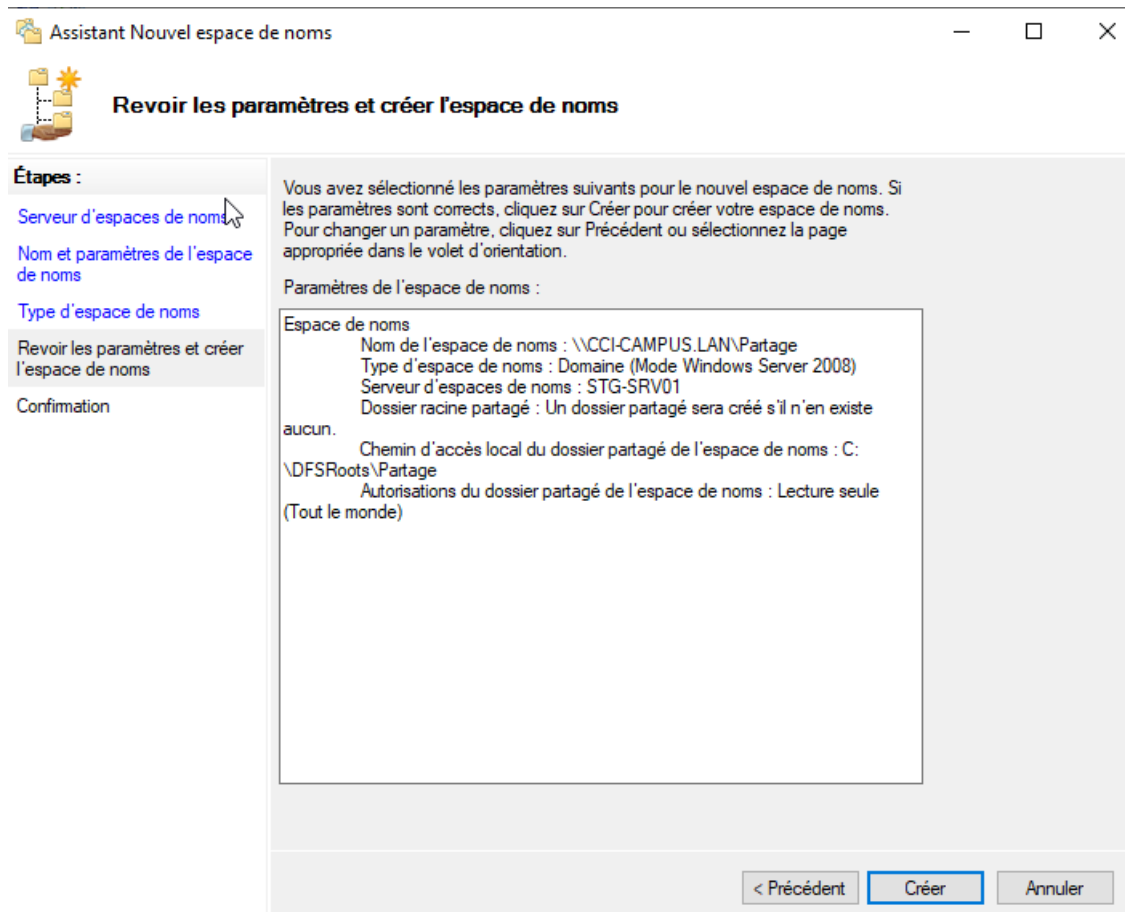 Assistant Nouvel espace de noms
Revoir les paramètres et créer l'espace de noms
Étapes :
Serveur d'espaces de noms
Nom et paramètres de l'espace
de noms
Type d'espace de noms
Revoir les paramètres et créer
l'espace de noms
Confirmation
Vous avez sélectionné les paramètres suivants pour le nouvel espace de noms. Si
les paramètres sont corrects, cliquez sur Créer pour créer votre espace de noms.
Pour changer un paramètre, cliquez sur Précédent ou sélectionnez la page
appropriée dans le volet d'orientation.
Paramètres de l'espace de noms :
Espace de noms
Nom de l'espace de noms : \\CCI-CAMPUS.LAN\Partage
Type d'espace de noms : Domaine (Mode Windows Server 2008)
Serveur d'espaces de noms : STG-SRV01
Dossier racine partagé : Un dossier partagé sera créé s'il n'en existe
aucun.
Chemin d'accès local du dossier partagé de l'espace de noms : C:
\DFSRoots\Partage
Autorisations du dossier partagé de l'espace de noms : Lecture seule
(Tout le monde)
< Précédent
Créer
Annuler